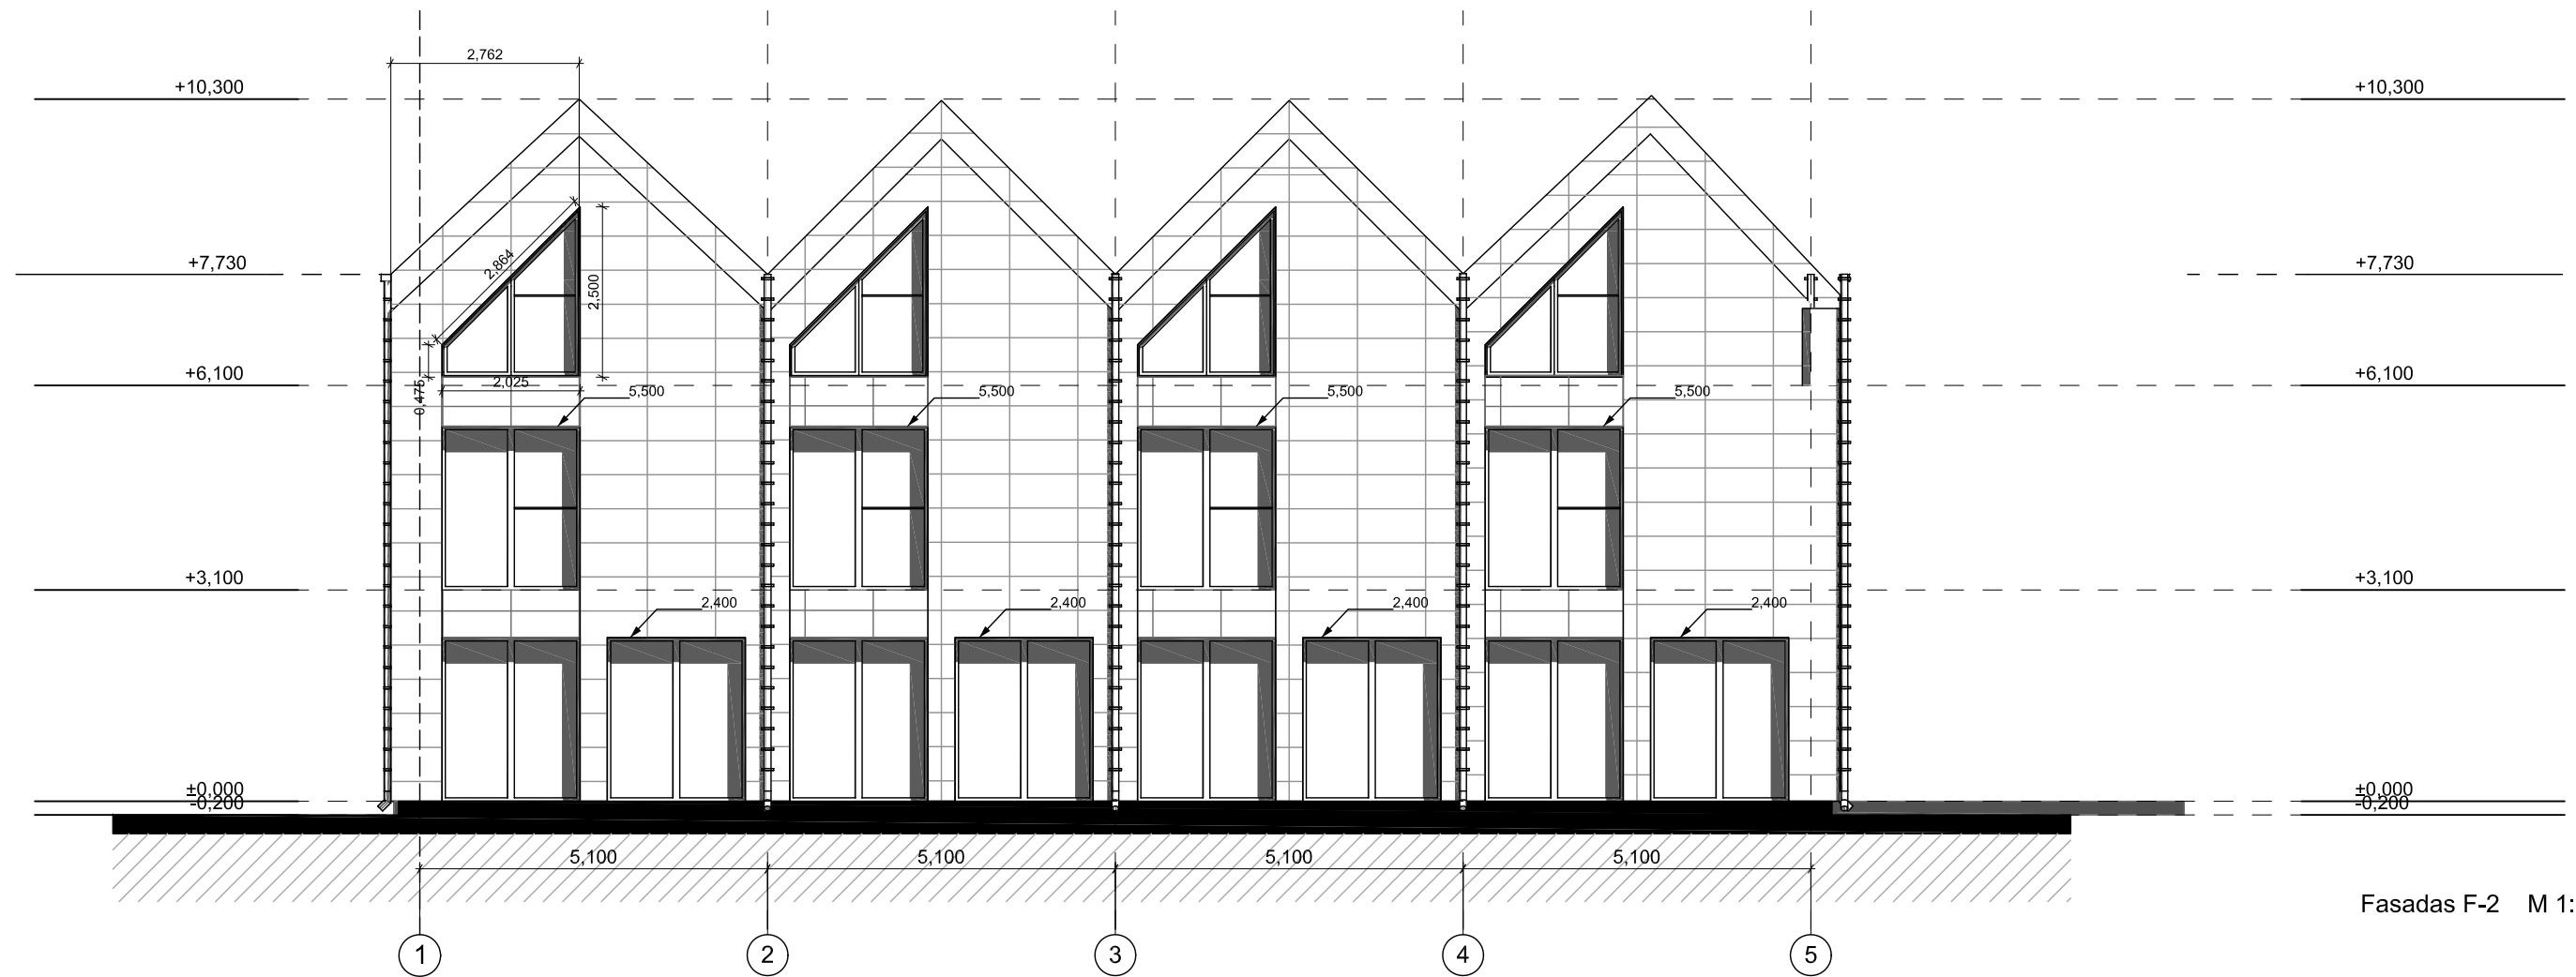 2,762
+10,300 +10,300
2,864
2,500
+7,730 +7,730
+6,100 +6,100
0,475
2,025
5,500 5,500 5,500 5,500
+3,100 +3,100
2,400 2,400 2,400 2,400
±0,000 ±0,000
-0,200 -0,200
5,100 5,100 5,100 5,100
Fasadas F-2 M 1:
1 2 3 4 5